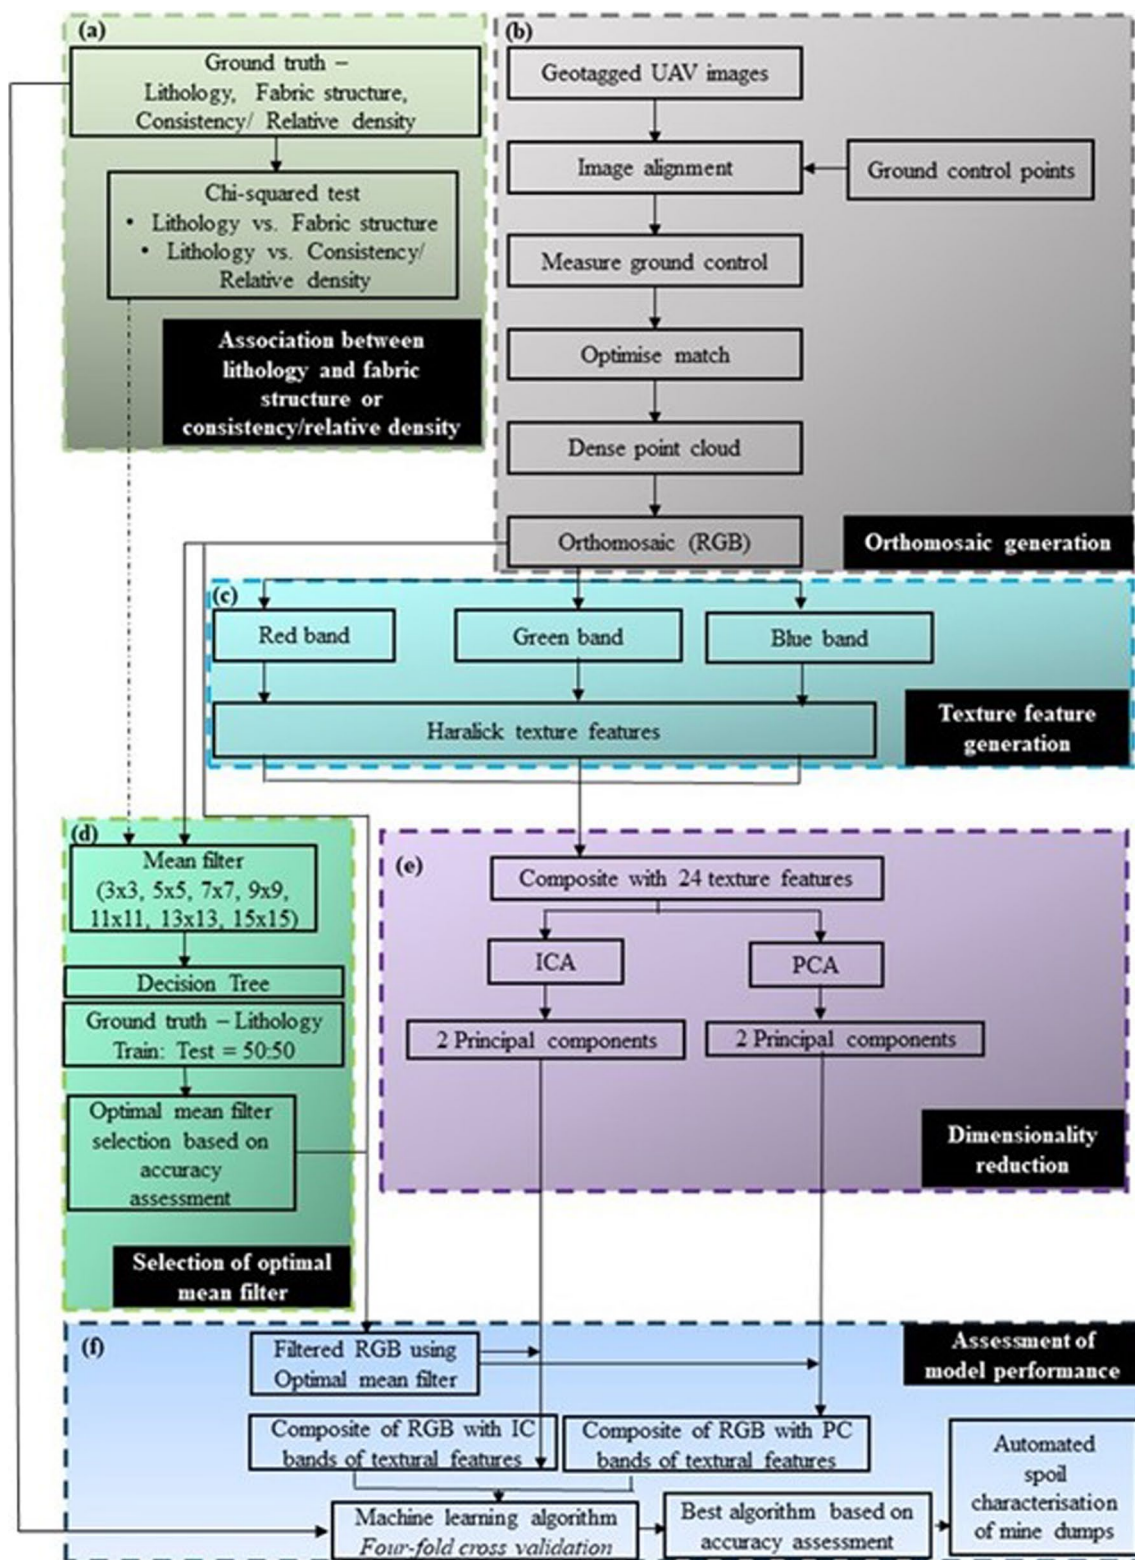 (a)
Ground truth –
Lithology, Fabric structure,
Consistency/ Relative density
Chi-squared test
• Lithology vs. Fabric structure
• Lithology vs. Consistency/
Relative density
Association between
lithology and fabric
structure or
consistency/relative density
(b)
Geotagged UAV images
Image alignment
Ground control points
Measure ground control
Optimise match
Dense point cloud
Orthomosaic (RGB)
Orthomosaic generation
(c)
Red band
Green band
Blue band
Haralick texture features
Texture feature
generation
(d)
Mean filter
(3x3, 5x5, 7x7, 9x9,
11x11, 13x13, 15x15)
Decision Tree
Ground truth – Lithology
Train: Test = 50:50
Optimal mean filter
selection based on
accuracy
assessment
Selection of optimal
mean filter
(e)
Composite with 24 texture features
ICA
PCA
2 Principal components
2 Principal components
Dimensionality
reduction
(f)
Filtered RGB using
Optimal mean filter
Assessment of
model performance
Composite of RGB with IC
bands of textural features
Composite of RGB with PC
bands of textural features
Machine learning algorithm
Four-fold cross validation
Best algorithm based on
accuracy assessment
Automated
spoil
characterisation
of mine dumps